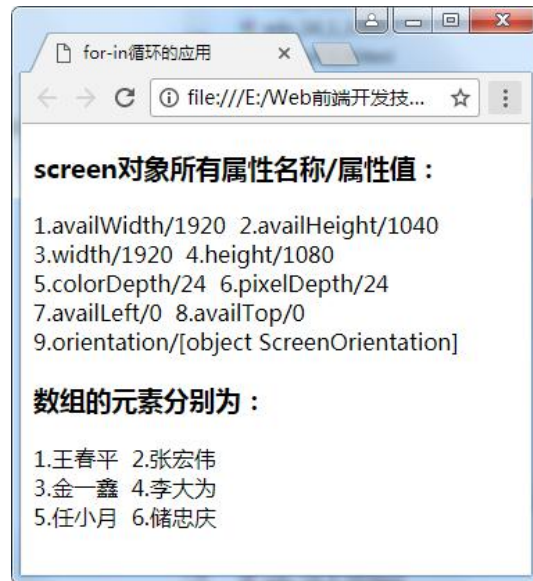 for-in循环的应用
file:///E:/Web前端开发技...
screen对象所有属性名称/属性值：
1.availWidth/1920 2.availHeight/1040
3.width/1920 4.height/1080
5.colorDepth/24 6.pixelDepth/24
7.availLeft/0 8.availTop/0
9.orientation/[object ScreenOrientation]
数组的元素分别为：
1.王春平 2.张宏伟
3.金一鑫 4.李大为
5.任小月 6.储忠庆